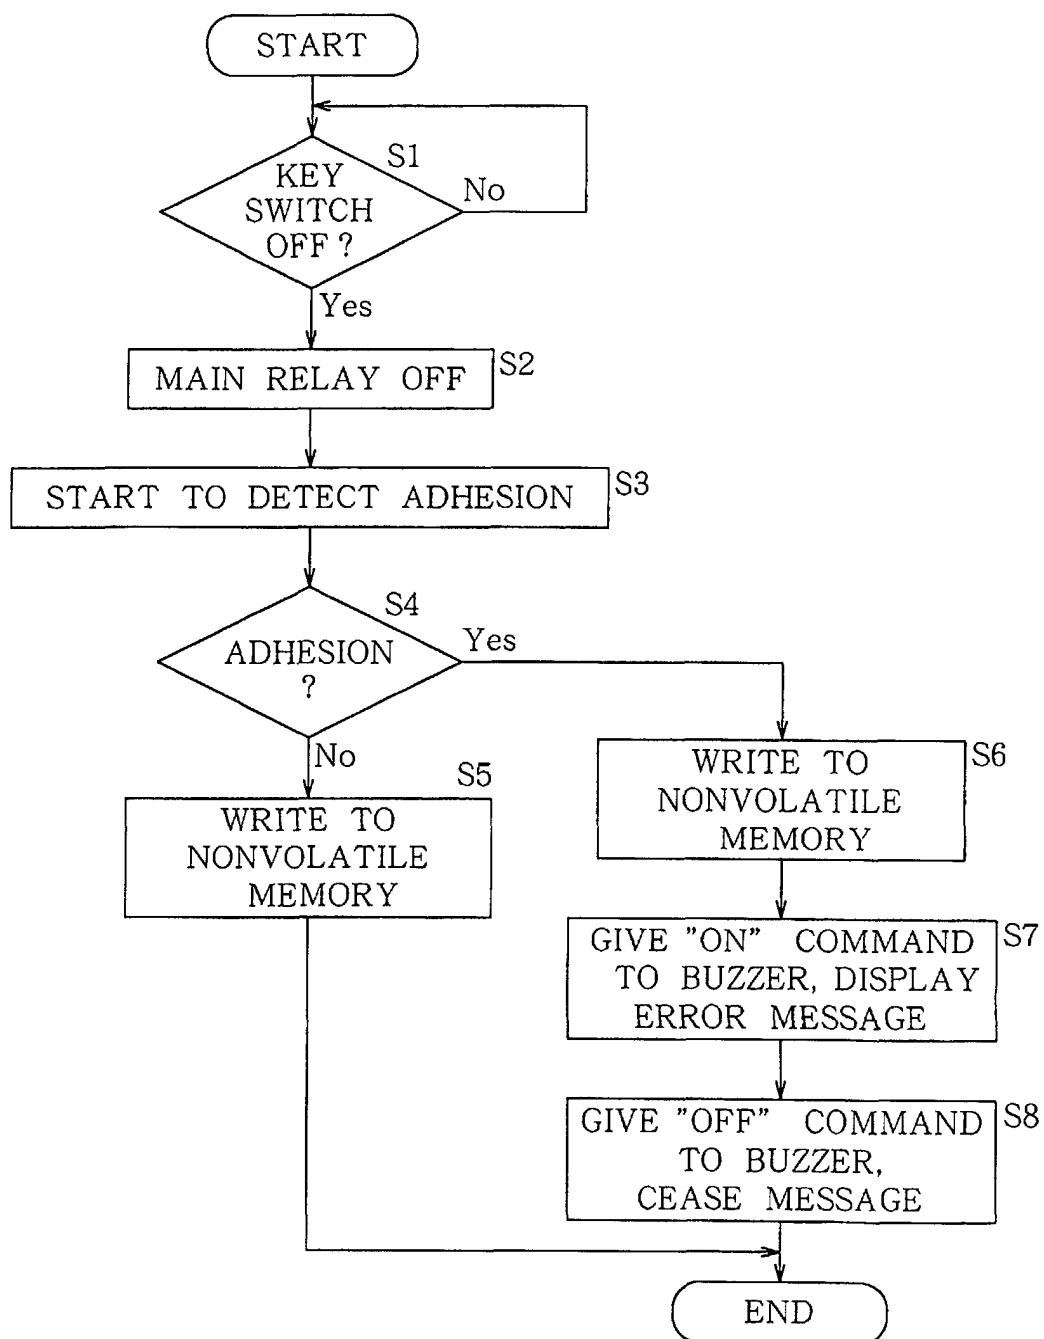 START
S1
KEY
SWITCH
OFF?
No
Yes
MAIN RELAY OFF
S2
START TO DETECT ADHESION
S3
S4
ADHESION
?
Yes
No
S5
WRITE TO
NONVOLATILE
MEMORY
S6
WRITE TO
NONVOLATILE
MEMORY
GIVE "ON" COMMAND
TO BUZZER, DISPLAY
ERROR MESSAGE
S7
GIVE "OFF" COMMAND
TO BUZZER,
CEASE MESSAGE
S8
END